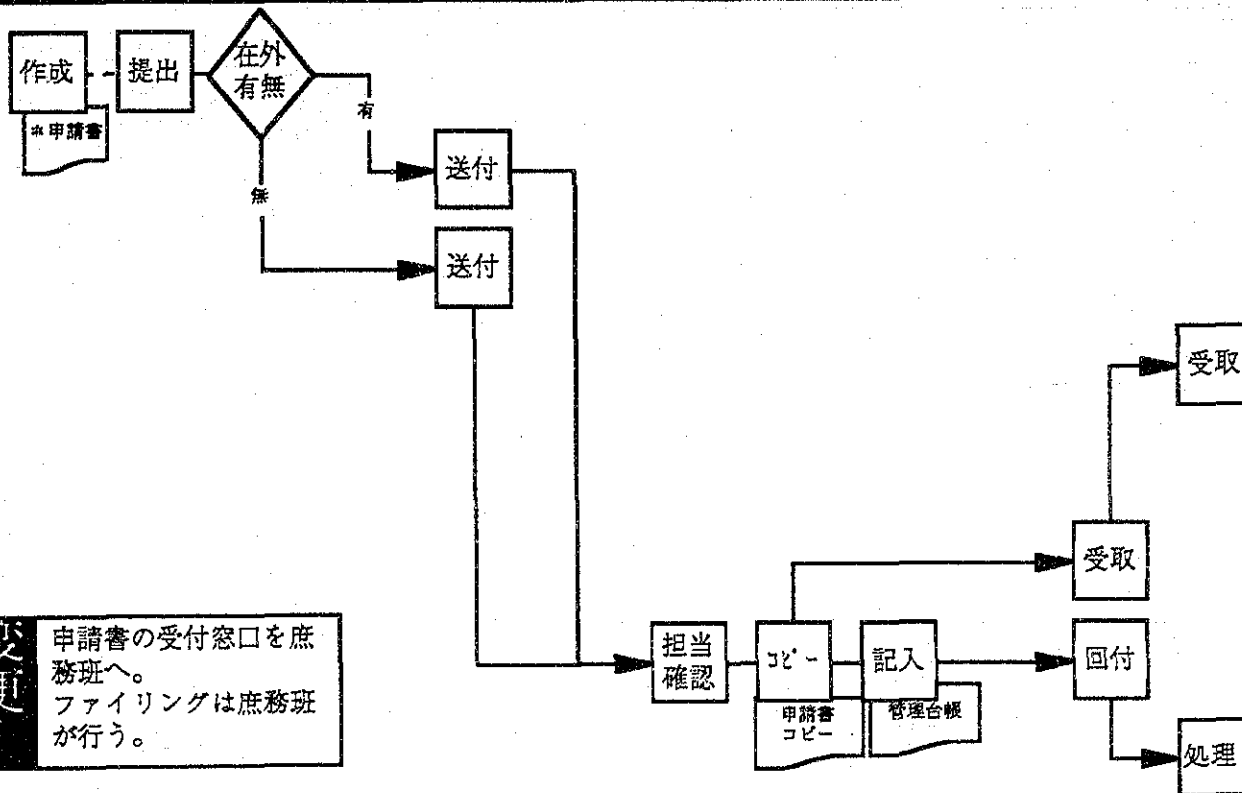 作成
提出
在外
有無
*申請書
有
無
送付
送付
受取
受取
担当
確認
コピー
記入
回付
申請書
コピー
管理台帳
処理
変更
申請書の受付窓口を庶
務班へ。
ファイリングは庶務班
が行う。